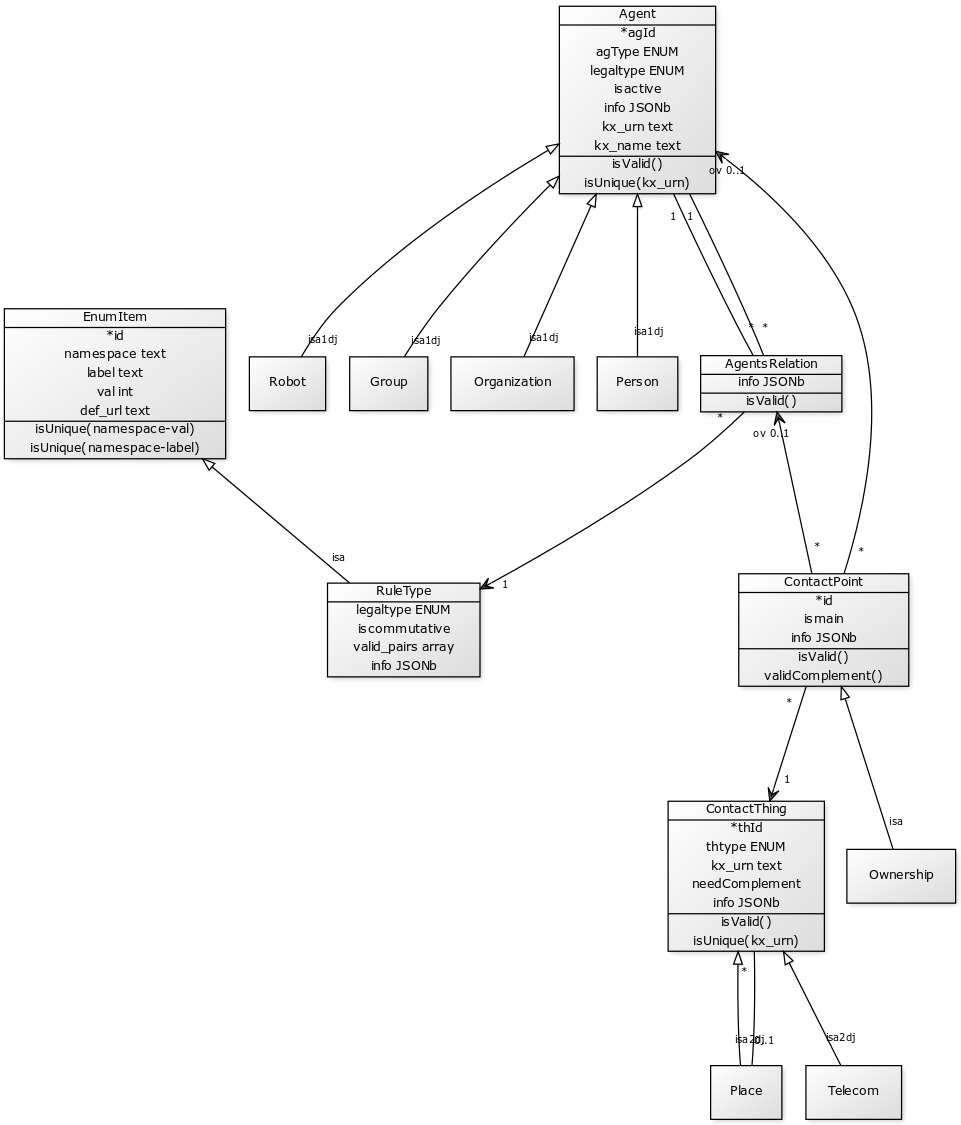 Agent
*agId
agType ENUM
legaltype ENUM
isactive
info JSONb
kx_urn text
kx_name text
isValid()
isUnique(kx_urn)
ov 0..1
1
1
EnumItem
*id
namespace text
label text
val int
def_url text
isUnique(namespace-val)
isUnique(namespace-label)
isa1dj
isa1dj
isa1dj
isa1dj
*
*
Robot
Group
Organization
Person
AgentsRelation
info JSONb
isValid()
*
ov 0..1
*
*
isa
1
RuleType
legaltype ENUM
iscommutative
valid_pairs array
info JSONb
ContactPoint
*id
ismain
info JSONb
isValid()
validComplement()
*
1
isa
ContactThing
*thId
thtype ENUM
kx_urn text
needComplement
info JSONb
isValid()
isUnique(kx_urn)
Ownership
*
isa2dj
0..1
isa2dj
Place
Telecom